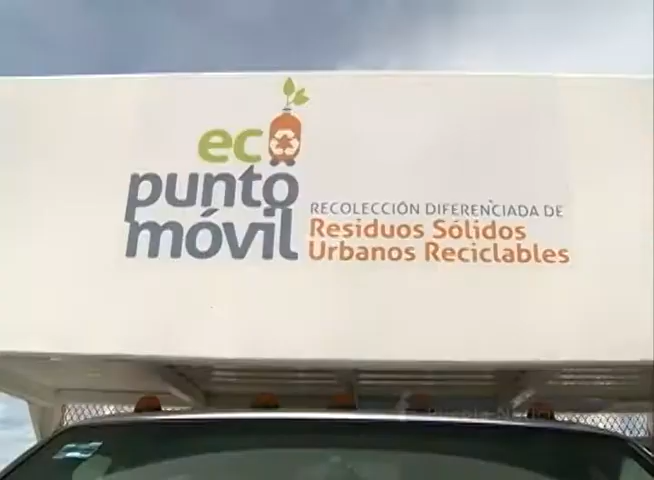 eco
punto
móvil
RECOLECCIÓN DIFERENCIADA DE
Residuos Sólidos
Urbanos Reciclables